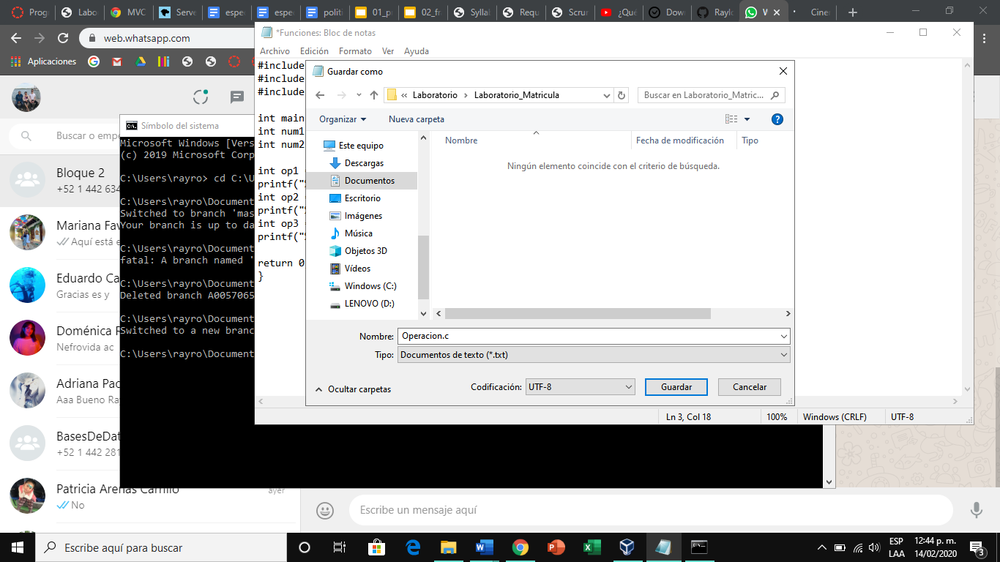 Prog
Labo
MVC
Serve
espec
espec
politi
01_p
02_fr
Syllal
Requ
Scrun
¿Qué
Dow
Raylo
W
Ciner
web.whatsapp.com
Aplicaciones
*Funciones: Bloc de notas
Archivo Edición Formato Ver Ayuda
#include
#include
#include
int main
int num1
int num2
int op1
printf("
int op2
printf("
int op3
printf("
return 0
}
Ln 3, Col 18
100%
Windows (CRLF)
UTF-8
Guardar como
« Laboratorio › Laboratorio_Matricula
Buscar en Laboratorio_Matric...
Organizar
Nueva carpeta
Este equipo
Descargas
Documentos
Escritorio
Imágenes
Música
Objetos 3D
Vídeos
Windows (C:)
LENOVO (D:)
Nombre
Fecha de modificación
Tipo
Ningún elemento coincide con el criterio de búsqueda.
Nombre: Operacion.c
Tipo: Documentos de texto (*.txt)
Ocultar carpetas
Codificación: UTF-8
Guardar
Cancelar
Símbolo del sistema
Microsoft Windows [Vers
(c) 2019 Microsoft Corp
C:\Users\rayro> cd C:\U
C:\Users\rayro\Document
Switched to branch 'mas
Your branch is up to da
C:\Users\rayro\Document
fatal: A branch named '
C:\Users\rayro\Document
Deleted branch A0057065
C:\Users\rayro\Document
Switched to a new branc
C:\Users\rayro\Document
Buscar o empe
Bloque 2
+52 1 442 634
Mariana Fav
Aquí está e
Eduardo Ca
Gracias es y
Doménica F
Nefrovida ac
Adriana Pac
Aaa Bueno Ra
BasesDeDat
+52 1 442 281
Patricia Arenas Carrillo
ayer
No
Escribe un mensaje aquí
Escribe aquí para buscar
ESP
LAA
12:44 p. m.
14/02/2020
3